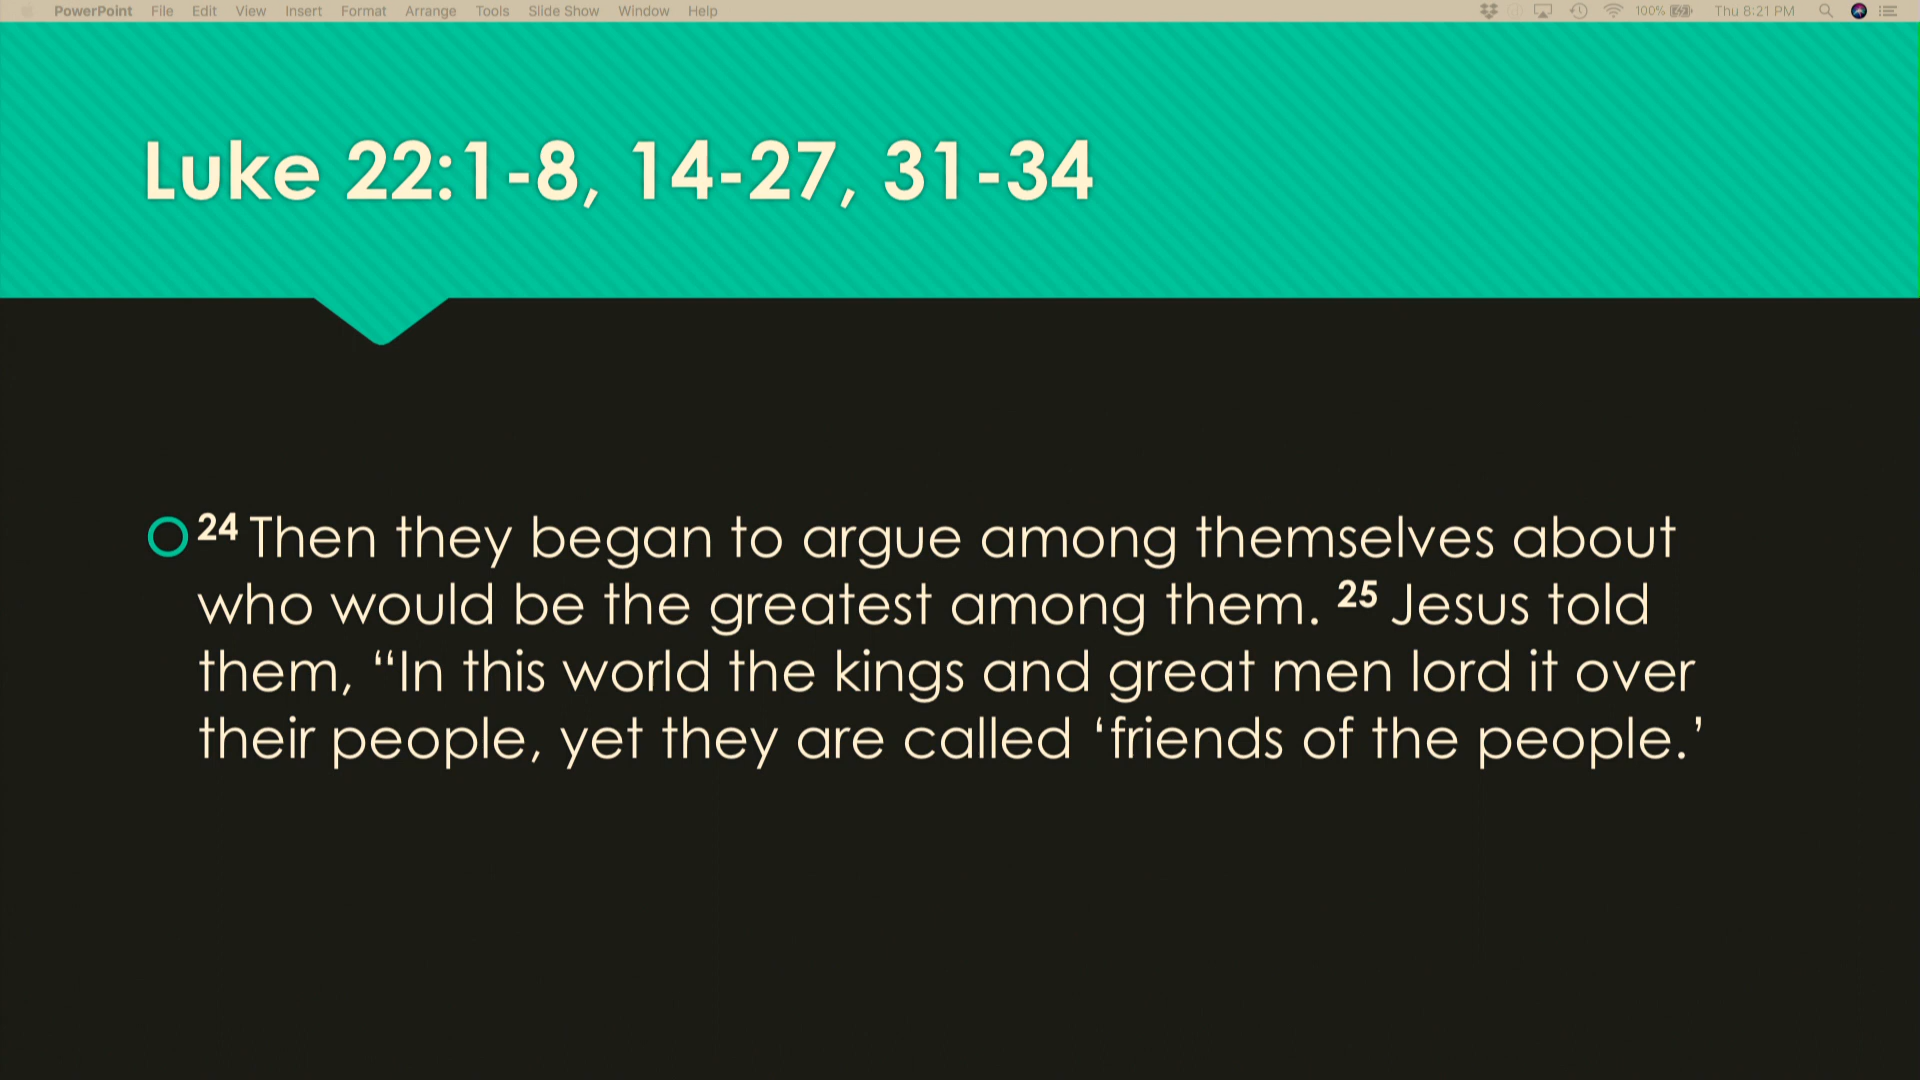 PowerPoint File Edit View Insert Format Arrange Tools Slide Show Window Help 100% Thu 8:21 PM
Luke 22:1-8, 14-27, 31-34
24 Then they began to argue among themselves about
who would be the greatest among them. 25 Jesus told
them, “In this world the kings and great men lord it over
their people, yet they are called ‘friends of the people.’